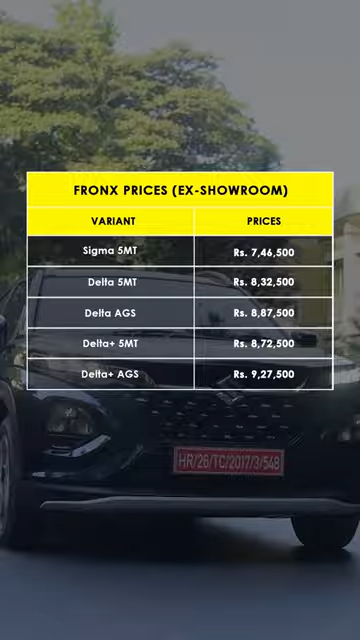 FRONX PRICES (EX-SHOWROOM)
VARIANT PRICES
Sigma 5MT Rs. 7,46,500
Delta 5MT Rs. 8,32,500
Delta AGS Rs. 8,87,500
Delta+ 5MT Rs. 8,72,500
Delta+ AGS Rs. 9,27,500
HR/26/TC/2017/3/548